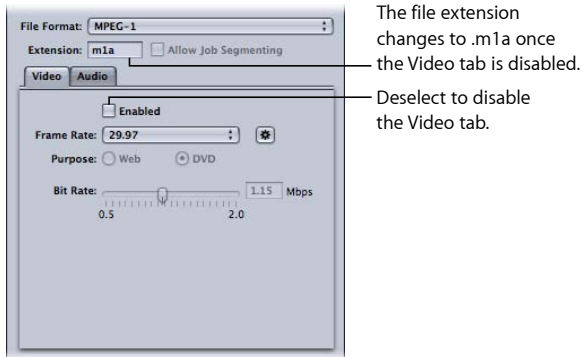 File Format: MPEG-1
Extension: m1a Allow Job Segmenting
Video Audio
Enabled
Frame Rate: 29.97
Purpose: Web DVD
Bit Rate: 1.15 Mbps
0.5 2.0
The file extension
changes to .m1a once
the Video tab is disabled.
Deselect to disable
the Video tab.